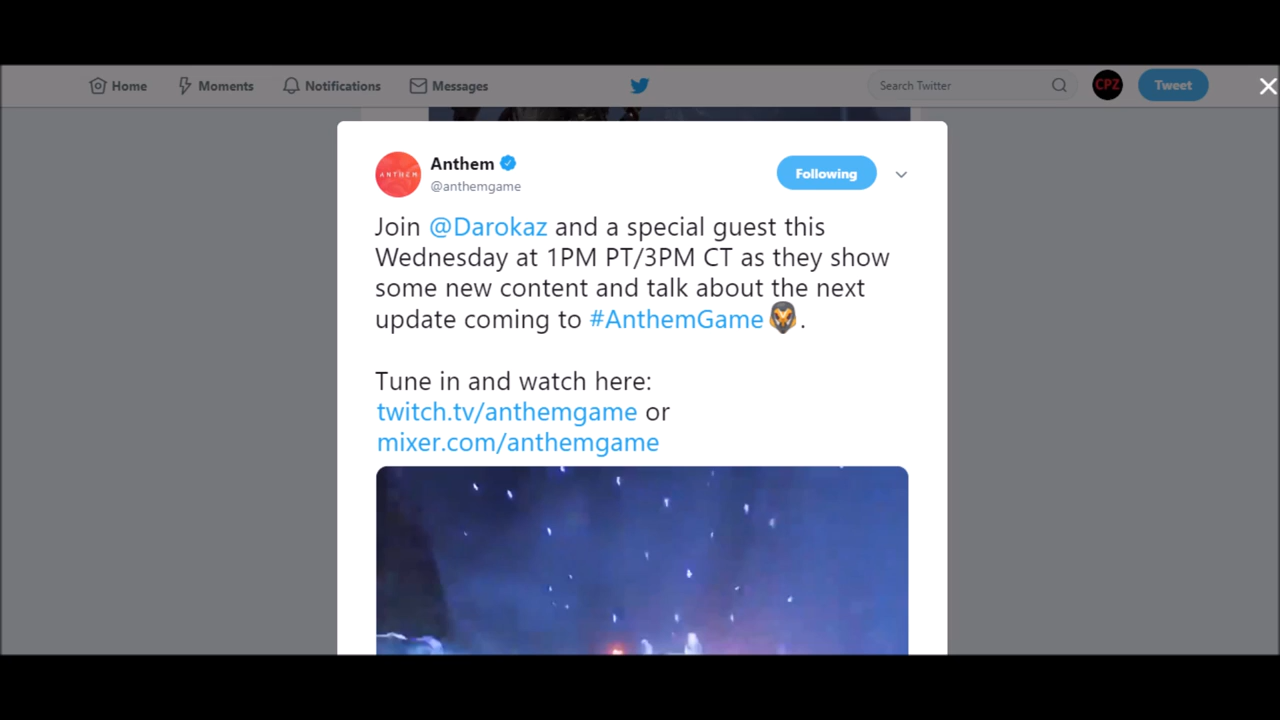 Home Moments Notifications Messages Search Twitter CPZ Tweet
Anthem
ANTHEM
@anthemgame
Following
Join @Darokaz and a special guest this
Wednesday at 1PM PT/3PM CT as they show
some new content and talk about the next
update coming to #AnthemGame.
Tune in and watch here:
twitch.tv/anthemgame or
mixer.com/anthemgame